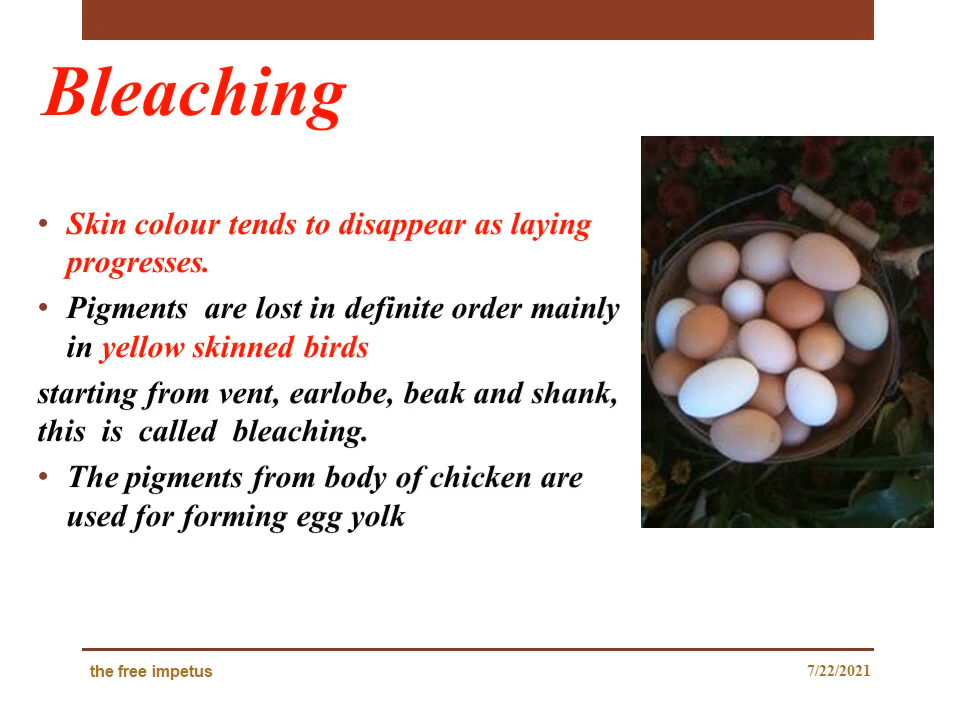 Bleaching
• Skin colour tends to disappear as laying
progresses.
• Pigments  are lost in definite order mainly
in yellow skinned birds
starting from vent, earlobe, beak and shank,
this  is  called  bleaching.
• The pigments from body of chicken are
used for forming egg yolk
the free impetus
7/22/2021